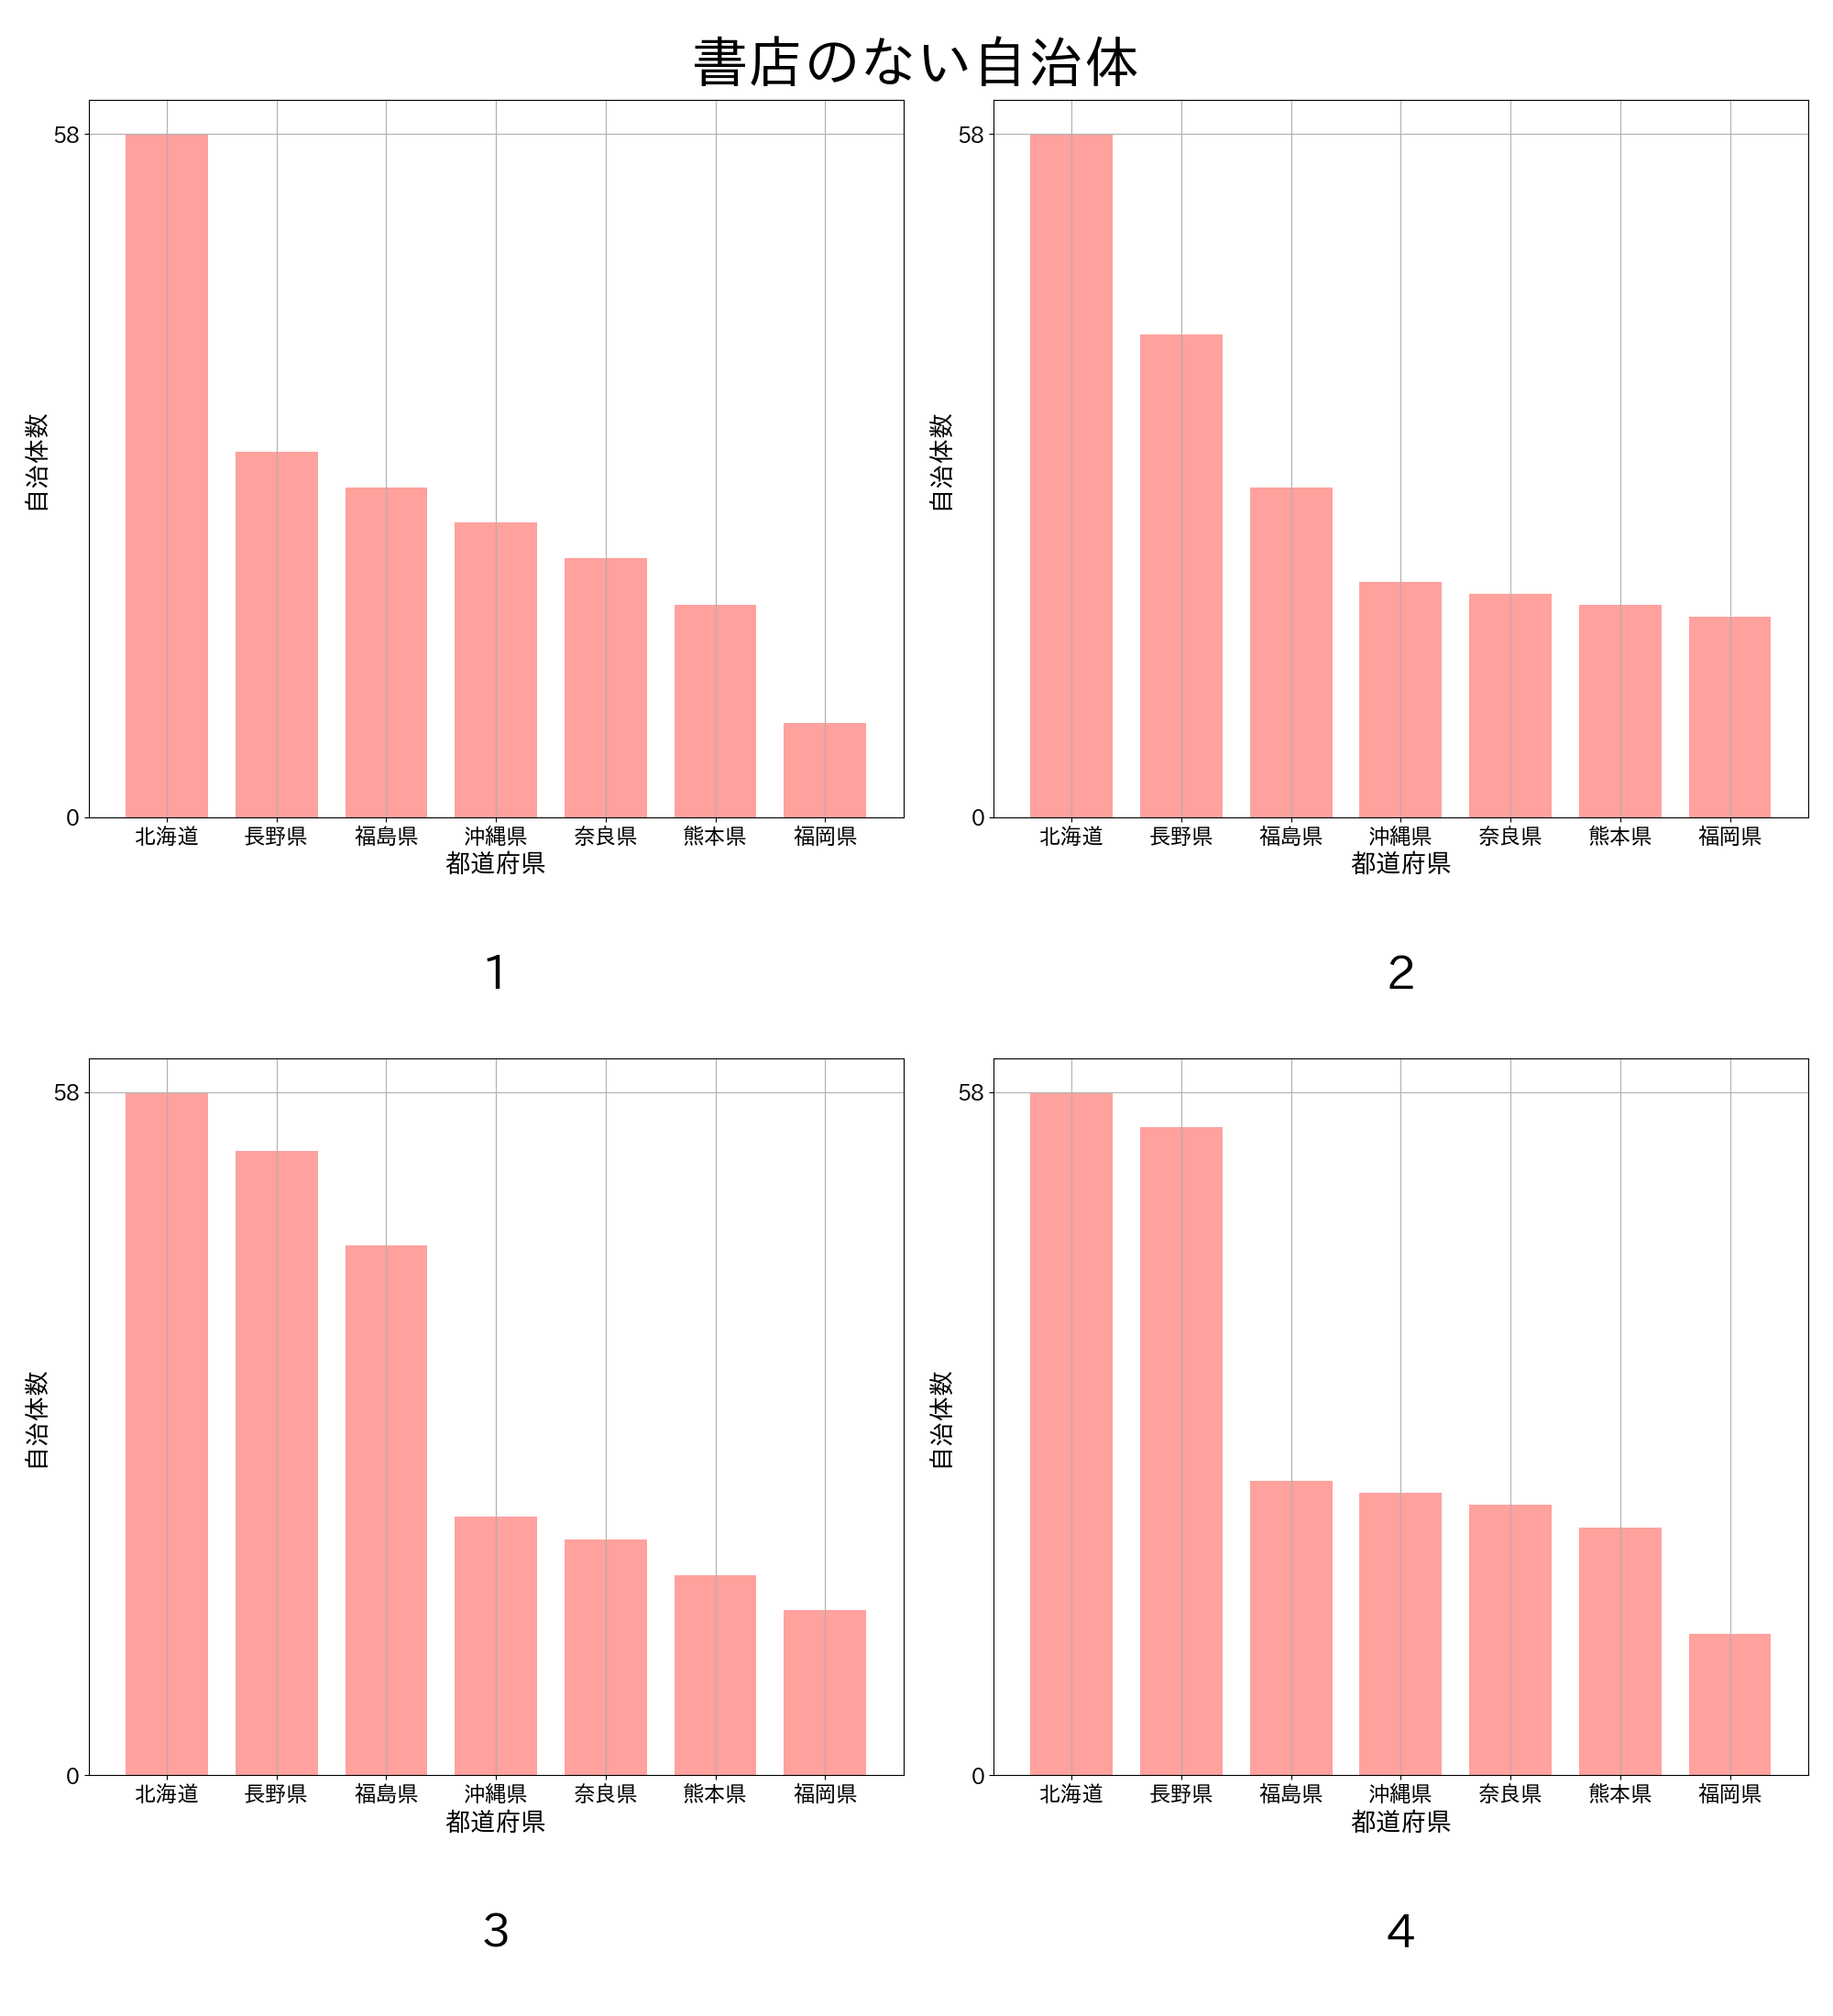 書店のない自治体
58
0
自治体数
北海道 長野県 福島県 沖縄県 奈良県 熊本県 福岡県
都道府県
1
58
0
自治体数
北海道 長野県 福島県 沖縄県 奈良県 熊本県 福岡県
都道府県
2
58
0
自治体数
北海道 長野県 福島県 沖縄県 奈良県 熊本県 福岡県
都道府県
3
58
0
自治体数
北海道 長野県 福島県 沖縄県 奈良県 熊本県 福岡県
都道府県
4